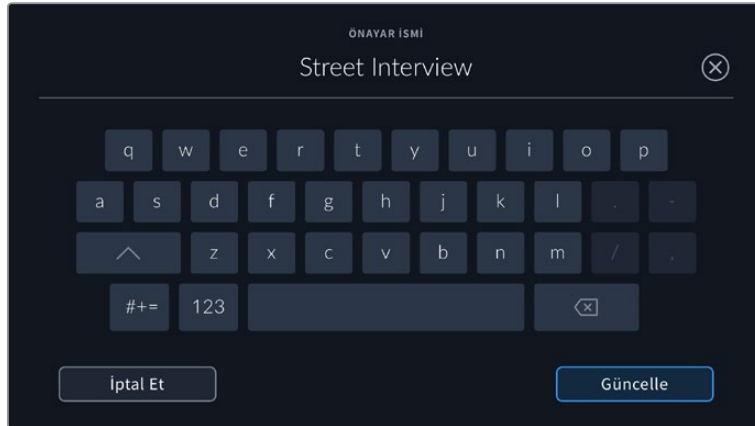 ÖNAYAR İSMİ
Street Interview
q w e r t y u i o p
a s d f g h j k l . -
z x c v b n m / ,
#+= 123
İptal Et Güncelle